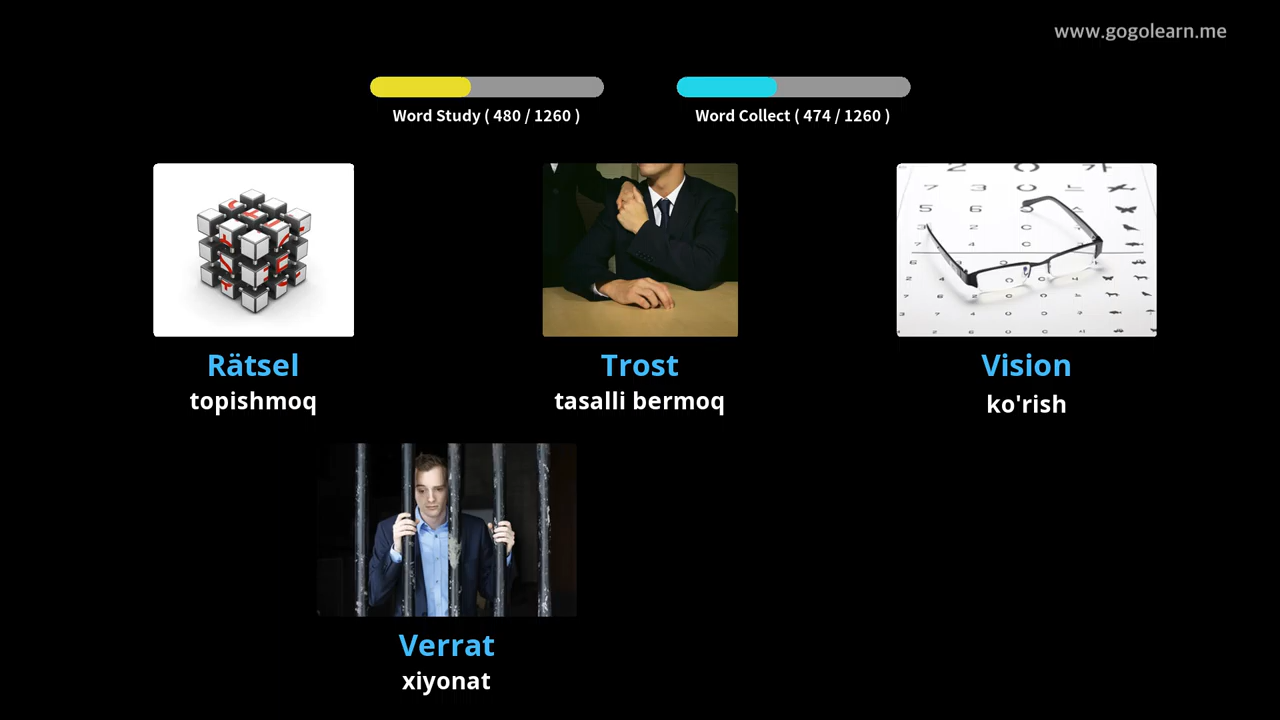 www.gogolearn.me
Word Study ( 480 / 1260 )
Word Collect ( 474 / 1260 )
Rätsel
topishmoq
Trost
tasalli bermoq
Vision
ko'rish
Verrat
xiyonat